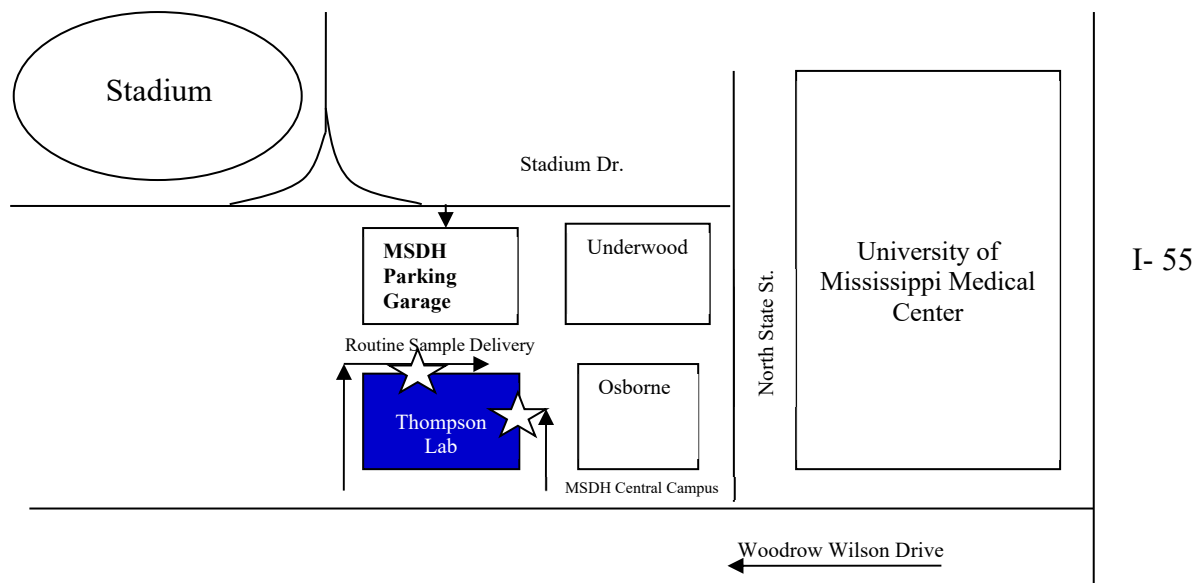 Stadium
Stadium Dr.
MSDH
Parking
Garage
Underwood
University of
Mississippi Medical
Center
I- 55
North State St.
Routine Sample Delivery
Thompson
Lab
Osborne
MSDH Central Campus
Woodrow Wilson Drive